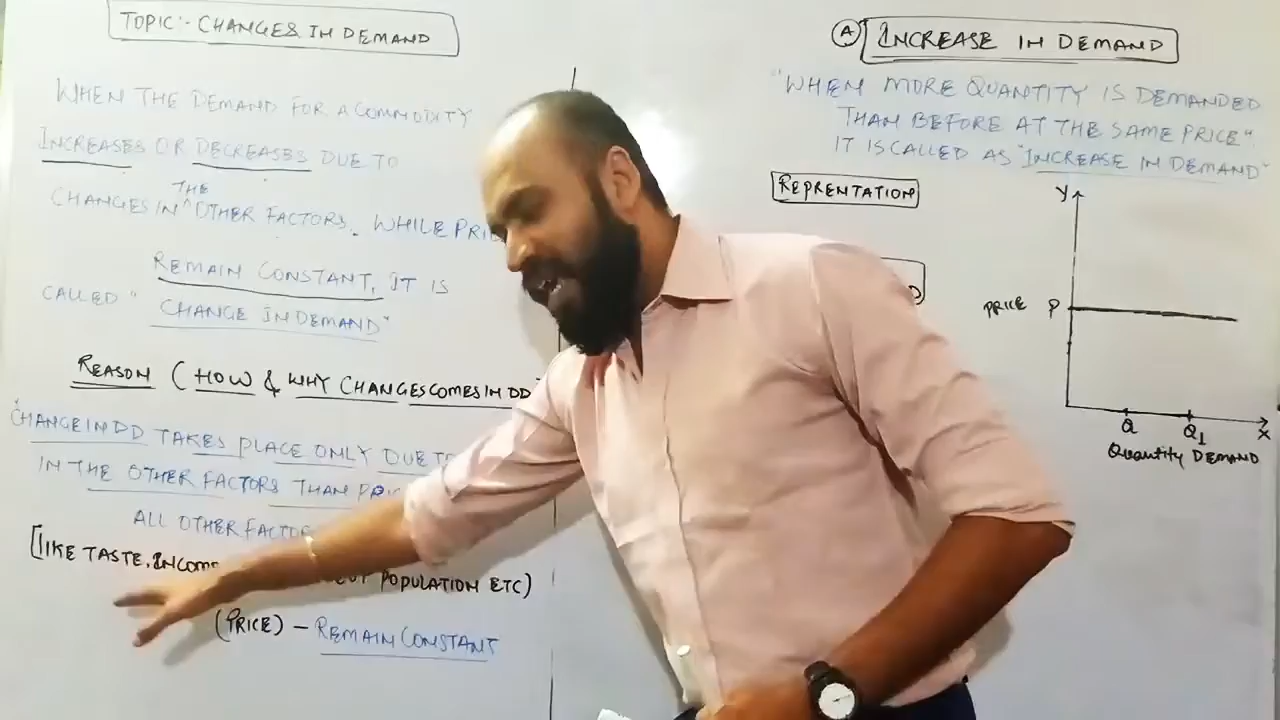 TOPIC:- CHANGES IN DEMAND
WHEN THE DEMAND FOR A COMMODITY
INCREASES OR DECREASES DUE TO
THE
CHANGES IN ^ OTHER FACTORS. WHILE
REMAIN CONSTANT, IT IS
CALLED "CHANGE IN DEMAND"
REASON (HOW & WHY CHANGES COMES IN DD
"CHANGE IN DD TAKES PLACE ONLY DUE TO
IN THE OTHER FACTORS THAN
ALL OTHER
[LIKE TASTE,
POPULATION ETC)
(PRICE) - REMAIN CONSTANT
(A) INCREASE IN DEMAND
"WHEN MORE QUANTITY IS DEMANDED
THAN BEFORE AT THE SAME PRICE".
IT IS CALLED AS "INCREASE IN DEMAND"
REPRENTATION
Y
PRICE P
Q Q1 X
Quantity DEMAND